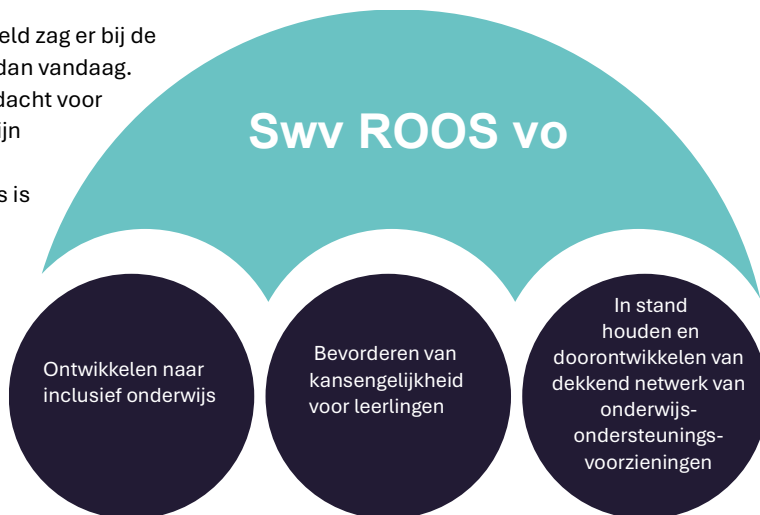 eld zag er bij de
dan vandaag.
dacht voor
ijn
s is
Swv ROOS vo
Ontwikkelen naar
inclusief onderwijs
Bevorderen van
kansengelijkheid
voor leerlingen
In stand
houden en
doorontwikkelen van
dekkend netwerk van
onderwijs-
ondersteunings-
voorzieningen